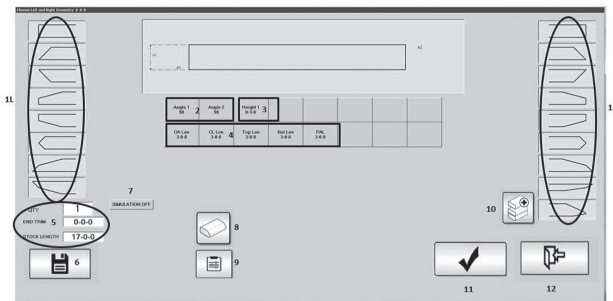 Choose Left and Right Geometry 0-0-0
1L
1
Angle 1
90
2
Angle 2
90
Height 1
0-3-0
3
OA Len
3-0-0
CL Len
3-0-0
4
Top Len
3-0-0
Bot Len
3-0-0
PAL
3-0-0
7
SIMULATION OFF
QTY 1
END TRIM 5 0-0-0
STOCK LENGTH 17-0-0
6
8
9
10
11
12